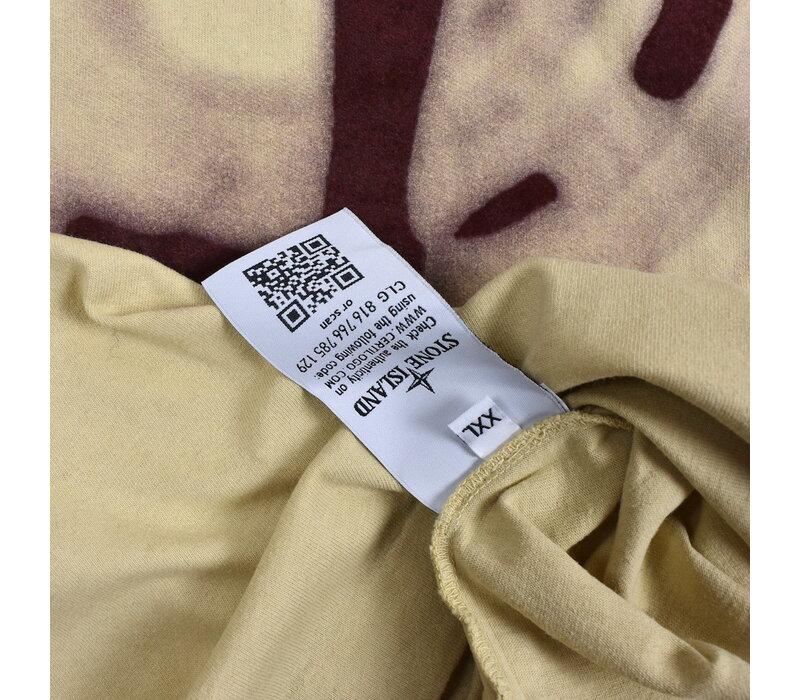 STONE ISLAND
Check the authenticity on
WWW.CERTILOGO.COM
using the following code:
CLG 816 766 785 129
or scan
XXL